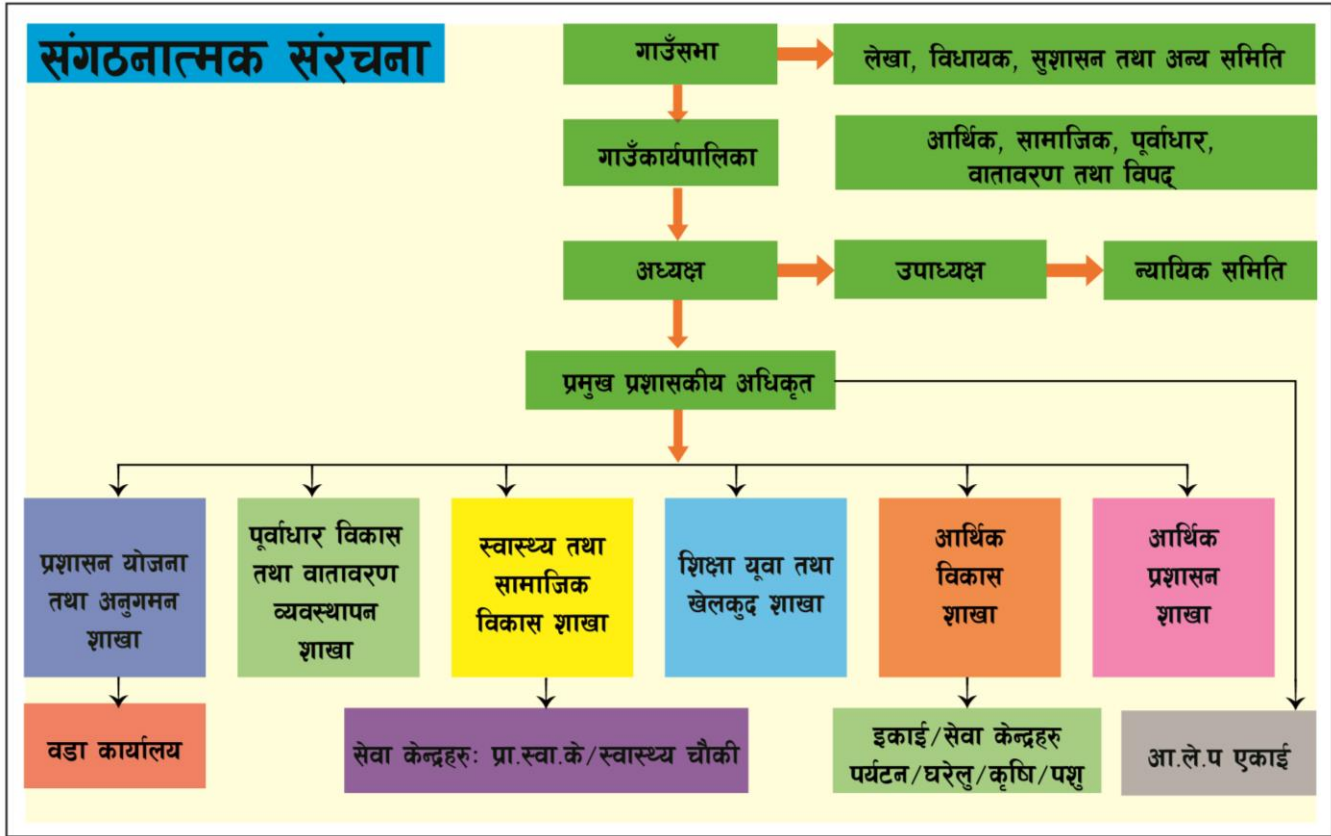 संगठनात्मक संरचना
गाउँसभा
लेखा, विधायक, सुशासन तथा अन्य समिति
गाउँकार्यपालिका
आर्थिक, सामाजिक, पूर्वाधार,
वातावरण तथा विपद्
अध्यक्ष
उपाध्यक्ष
न्यायिक समिति
प्रमुख प्रशासकीय अधिकृत
प्रशासन योजना
तथा अनुगमन
शाखा
पूर्वाधार विकास
तथा वातावरण
व्यवस्थापन
शाखा
स्वास्थ्य तथा
सामाजिक
विकास शाखा
शिक्षा यूवा तथा
खेलकुद शाखा
आर्थिक
विकास
शाखा
आर्थिक
प्रशासन
शाखा
वडा कार्यालय
सेवा केन्द्रहरुः प्रा.स्वा.के/स्वास्थ्य चौकी
इकाई/सेवा केन्द्रहरु
पर्यटन/घरेलु/कृषि/पशु
आ.ले.प एकाई